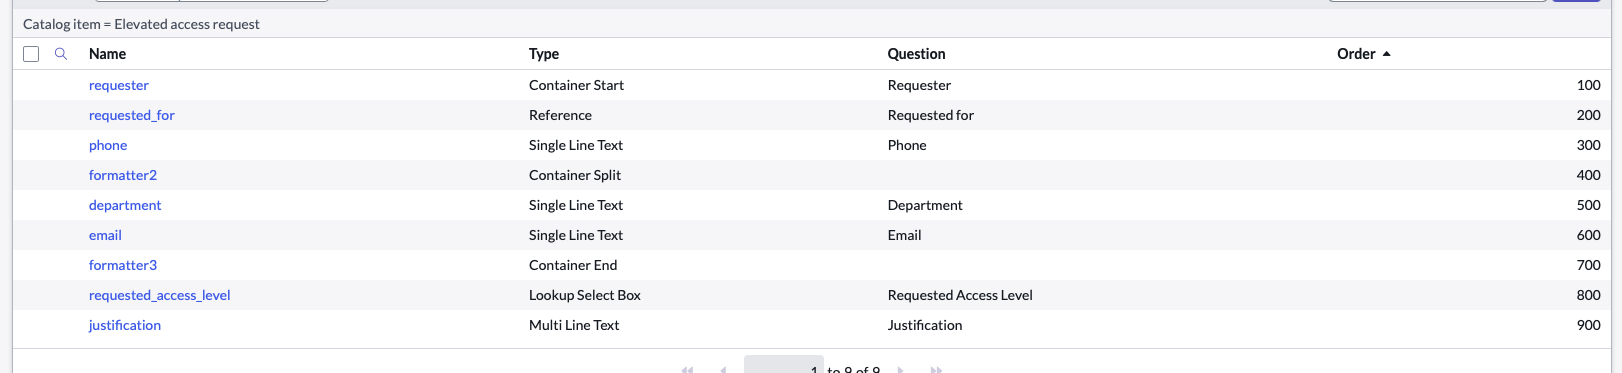 Catalog item = Elevated access request
Name Type Question Order
requester Container Start Requester 100
requested_for Reference Requested for 200
phone Single Line Text Phone 300
formatter2 Container Split 400
department Single Line Text Department 500
email Single Line Text Email 600
formatter3 Container End 700
requested_access_level Lookup Select Box Requested Access Level 800
justification Multi Line Text Justification 900
1 to 9 of 9